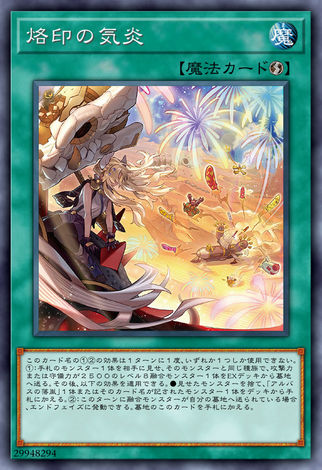 烙印の気炎
魔
【魔法カード】
このカード名の①②の効果は1ターンに1度、いずれか1つしか使用できない。
①:手札のモンスター1体を相手に見せ、そのモンスターと同じ種族で、攻撃力
または守備力が2500のレベル8融合モンスター1体をEXデッキから墓地
へ送る。その後、以下の効果を適用できる。●見せたモンスターを捨て、「アルバ
スの落胤」1体またはそのカード名が記されたモンスター1体をデッキから手
札に加える。②:このターンに融合モンスターが自分の墓地へ送られている場合、
エンドフェイズに発動できる。墓地のこのカードを手札に加える。
29948294